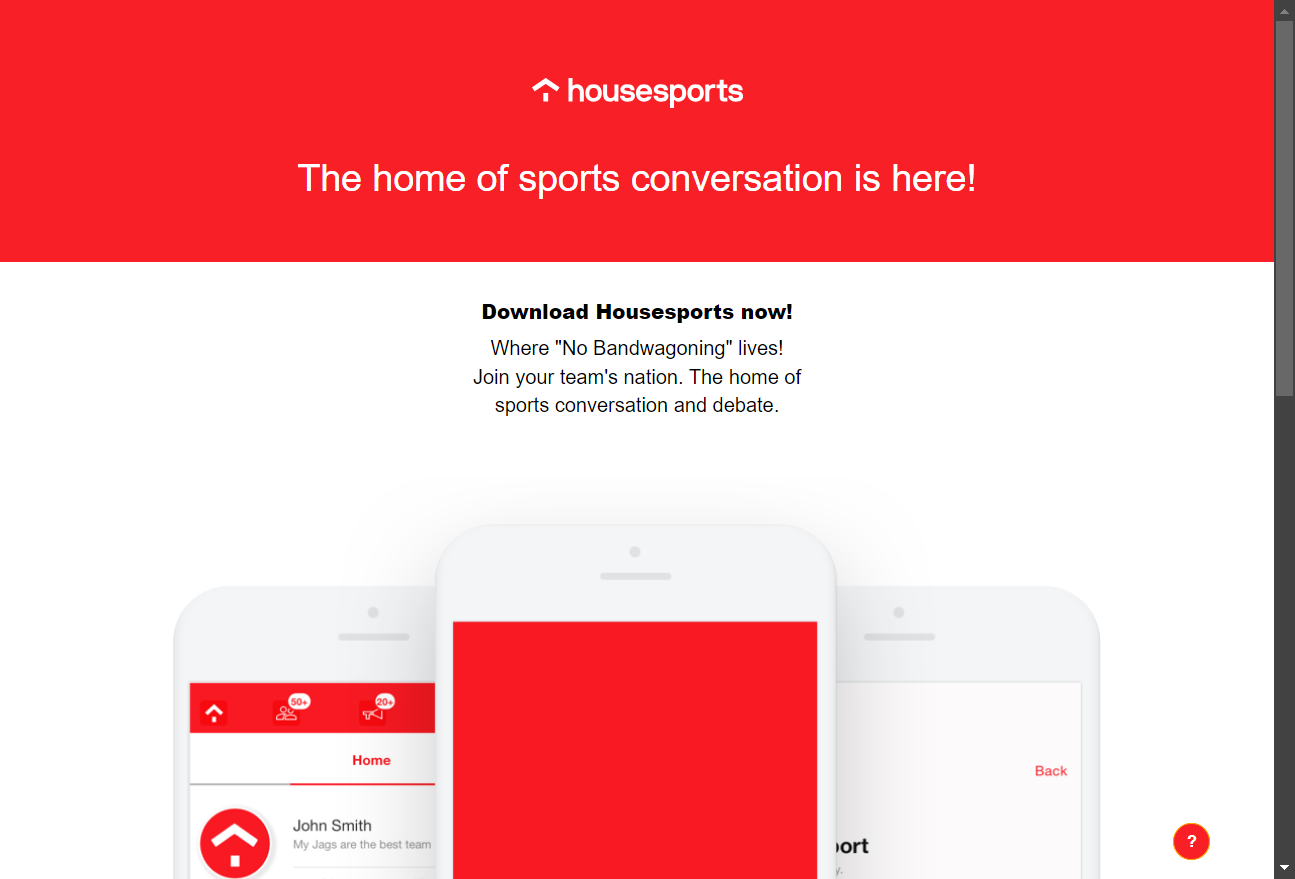 housesports
The home of sports conversation is here!
Download Housesports now!
Where "No Bandwagoning" lives!
Join your team's nation. The home of
sports conversation and debate.
50+
20+
Home
Back
John Smith
My Jags are the best team
ort
y.
?